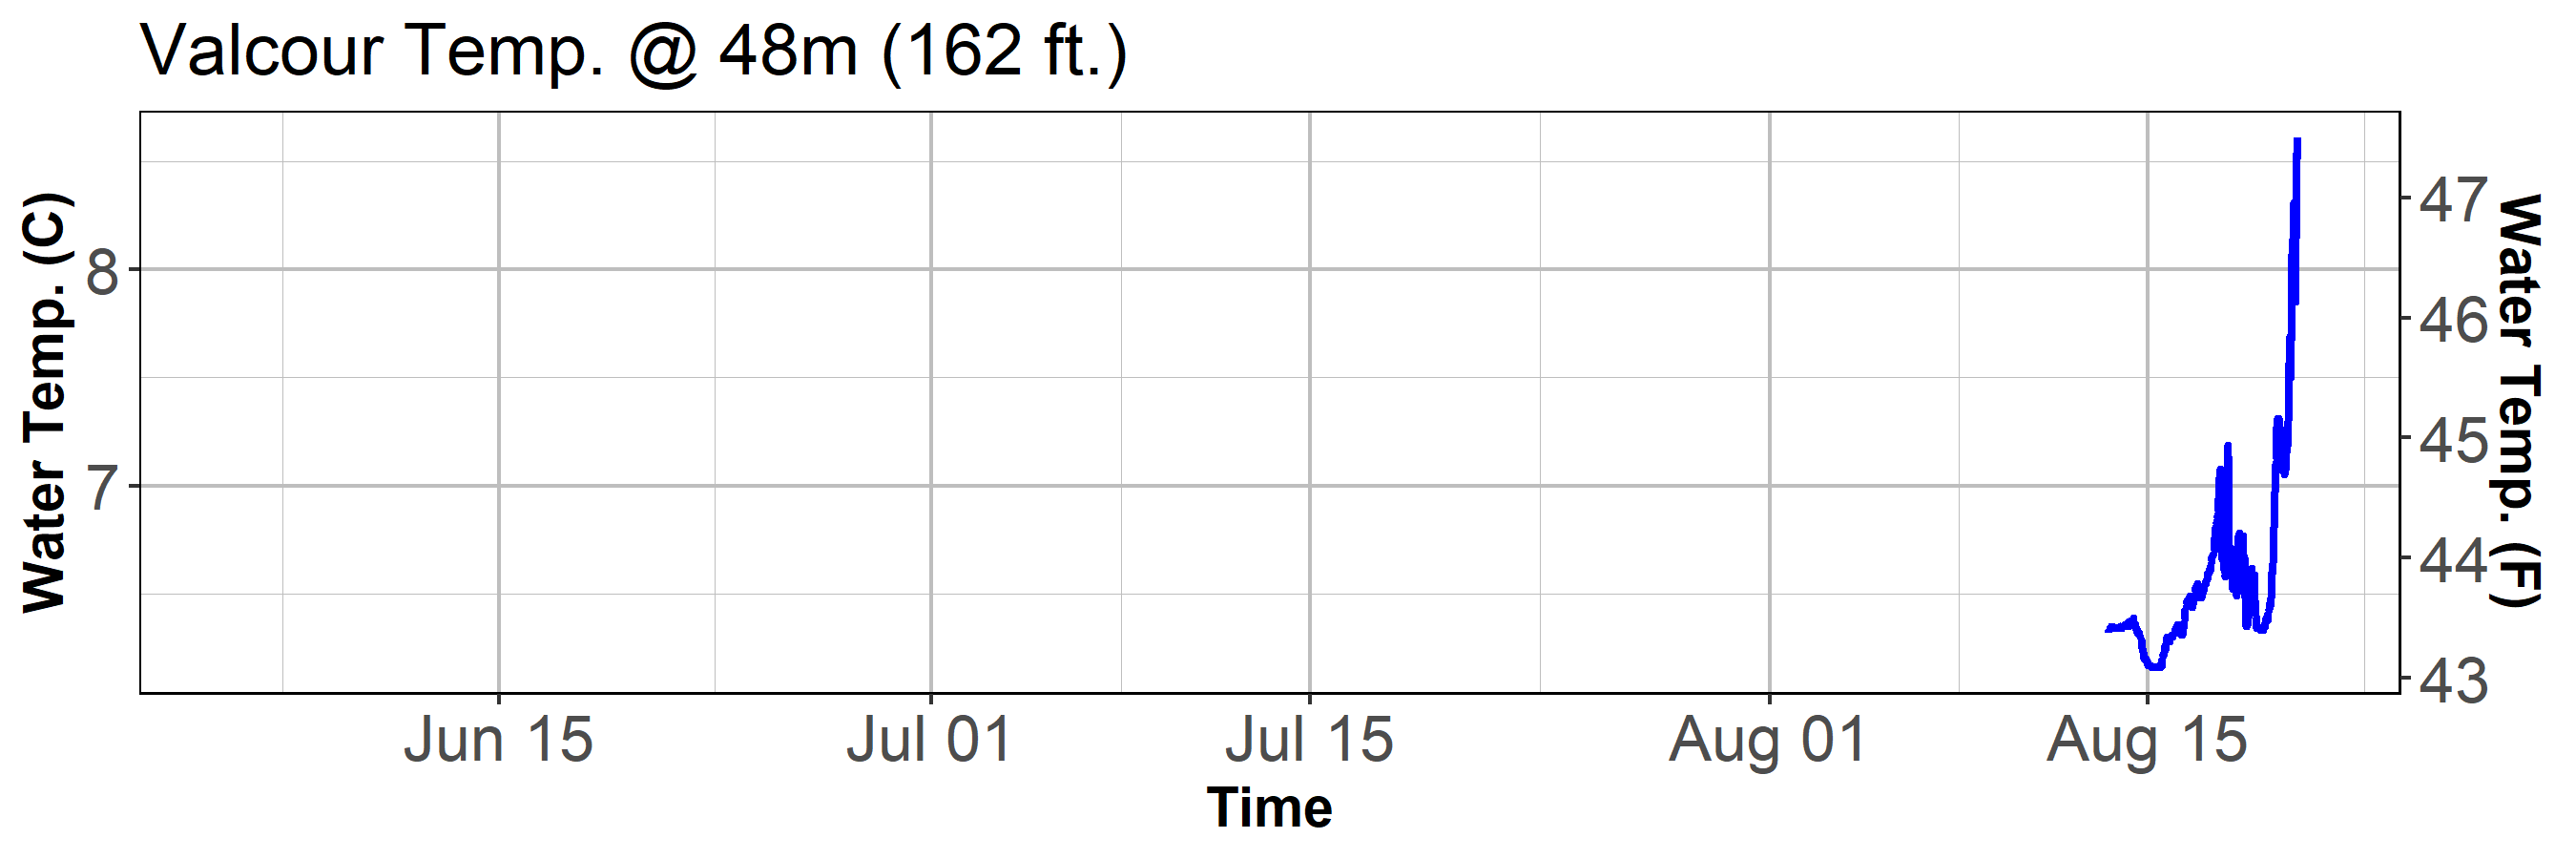 Valcour Temp. @ 48m (162 ft.)
Water Temp. (C)
8
7
47
46
45
44
43
Water Temp. (F)
Jun 15
Jul 01
Jul 15
Aug 01
Aug 15
Time